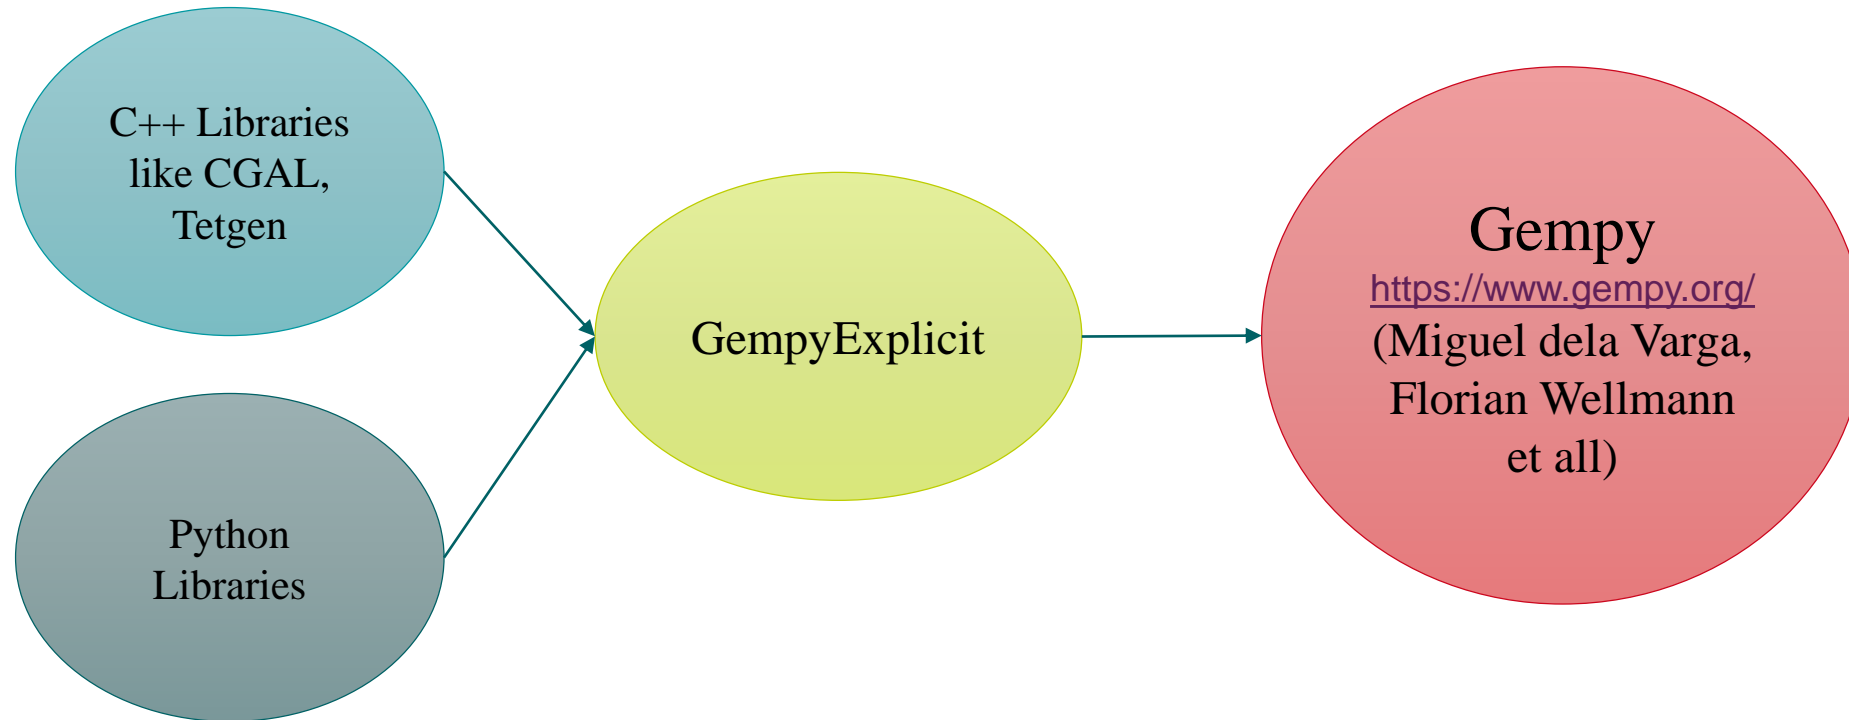 C++ Libraries
like CGAL,
Tetgen
Python
Libraries
GempyExplicit
Gempy
https://www.gempy.org/
(Miguel dela Varga,
Florian Wellmann
et all)